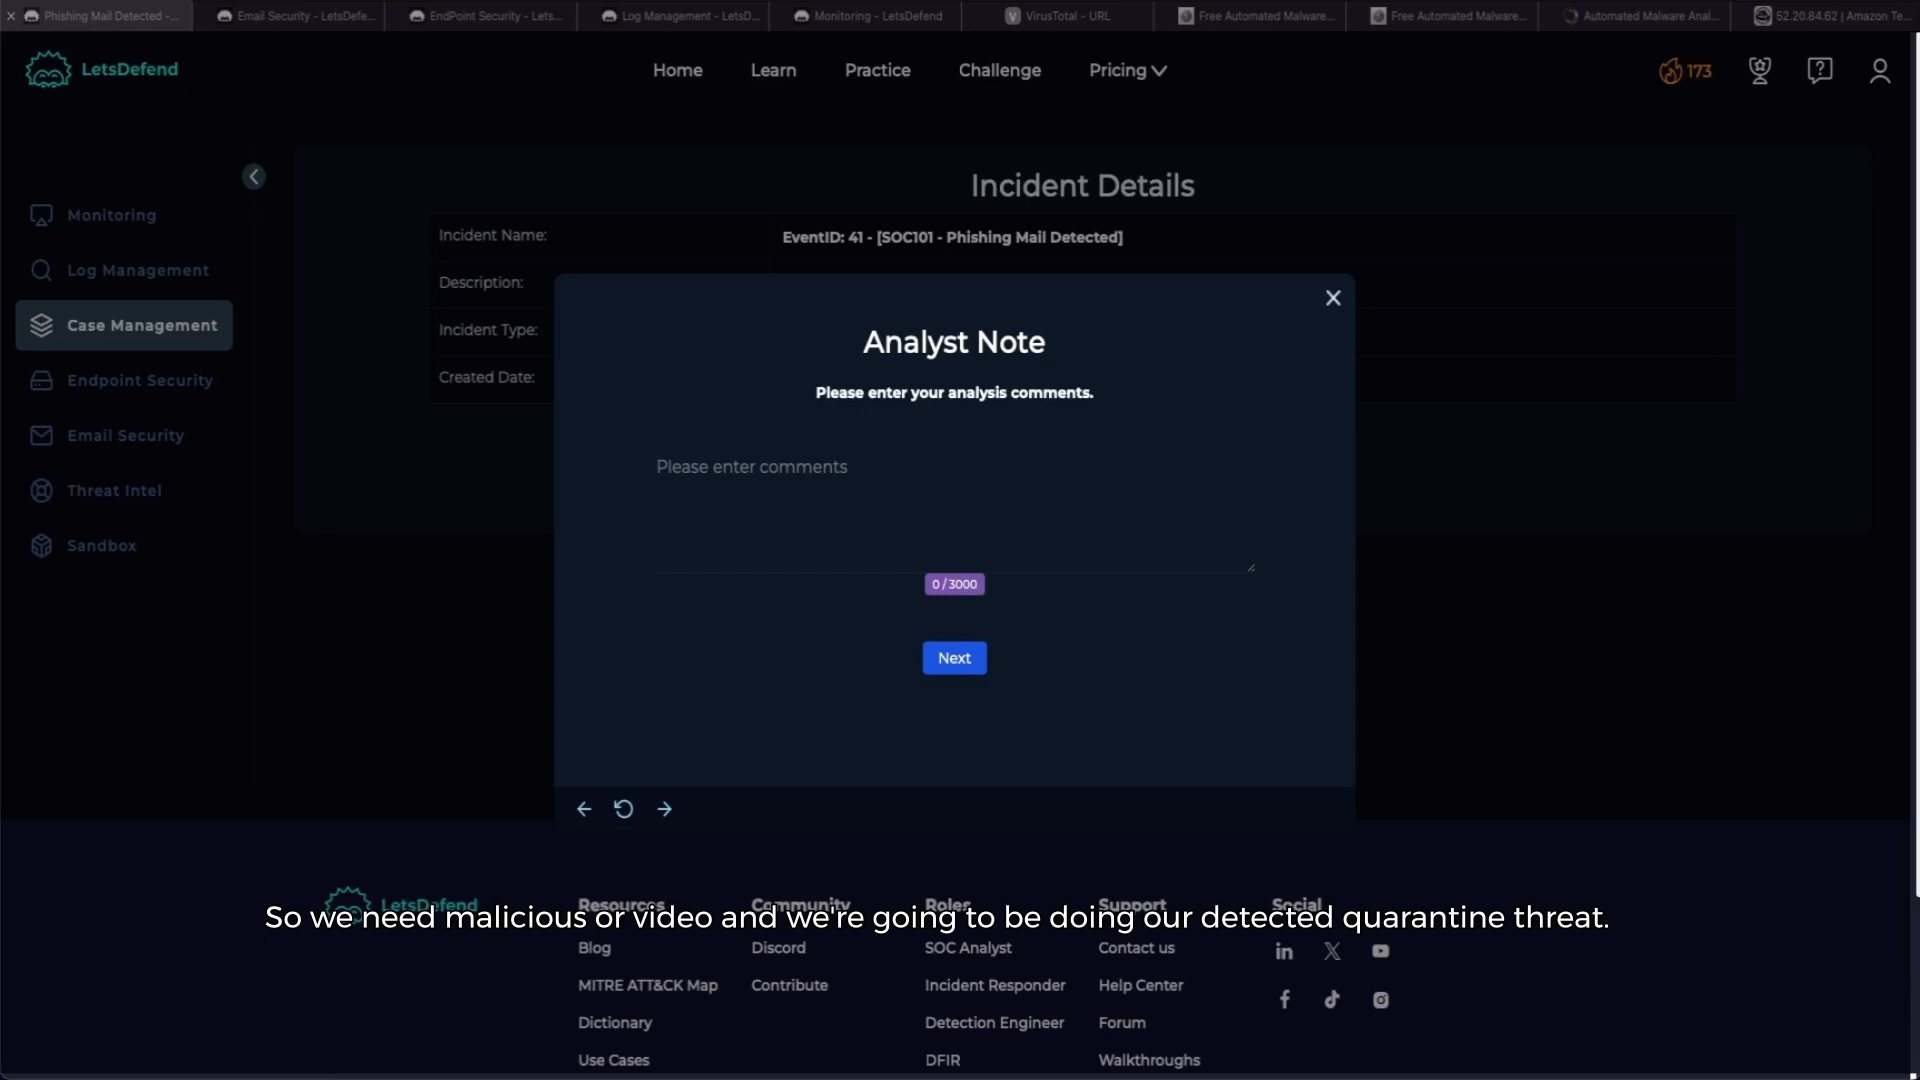 Phishing Mail Detected -...
Email Security - LetsDefe...
EndPoint Security - Lets...
Log Management - LetsD...
Monitoring - LetsDefend
VirusTotal - URL
Free Automated Malware...
Free Automated Malware...
Automated Malware Anal...
52.20.84.62 | Amazon Te...
LetsDefend
Home
Learn
Practice
Challenge
Pricing
173
Monitoring
Log Management
Case Management
Endpoint Security
Email Security
Threat Intel
Sandbox
Incident Details
Incident Name:
EventID: 41 - [SOC101 - Phishing Mail Detected]
Description:
Incident Type:
Created Date:
Analyst Note
Please enter your analysis comments.
Please enter comments
0 / 3000
Next
LetsDefend
Resources
Community
Roles
Support
Social
So we need malicious or video and we're going to be doing our detected quarantine threat.
Blog
Discord
SOC Analyst
Contact us
MITRE ATT&CK Map
Contribute
Incident Responder
Help Center
Dictionary
Detection Engineer
Forum
Use Cases
DFIR
Walkthroughs